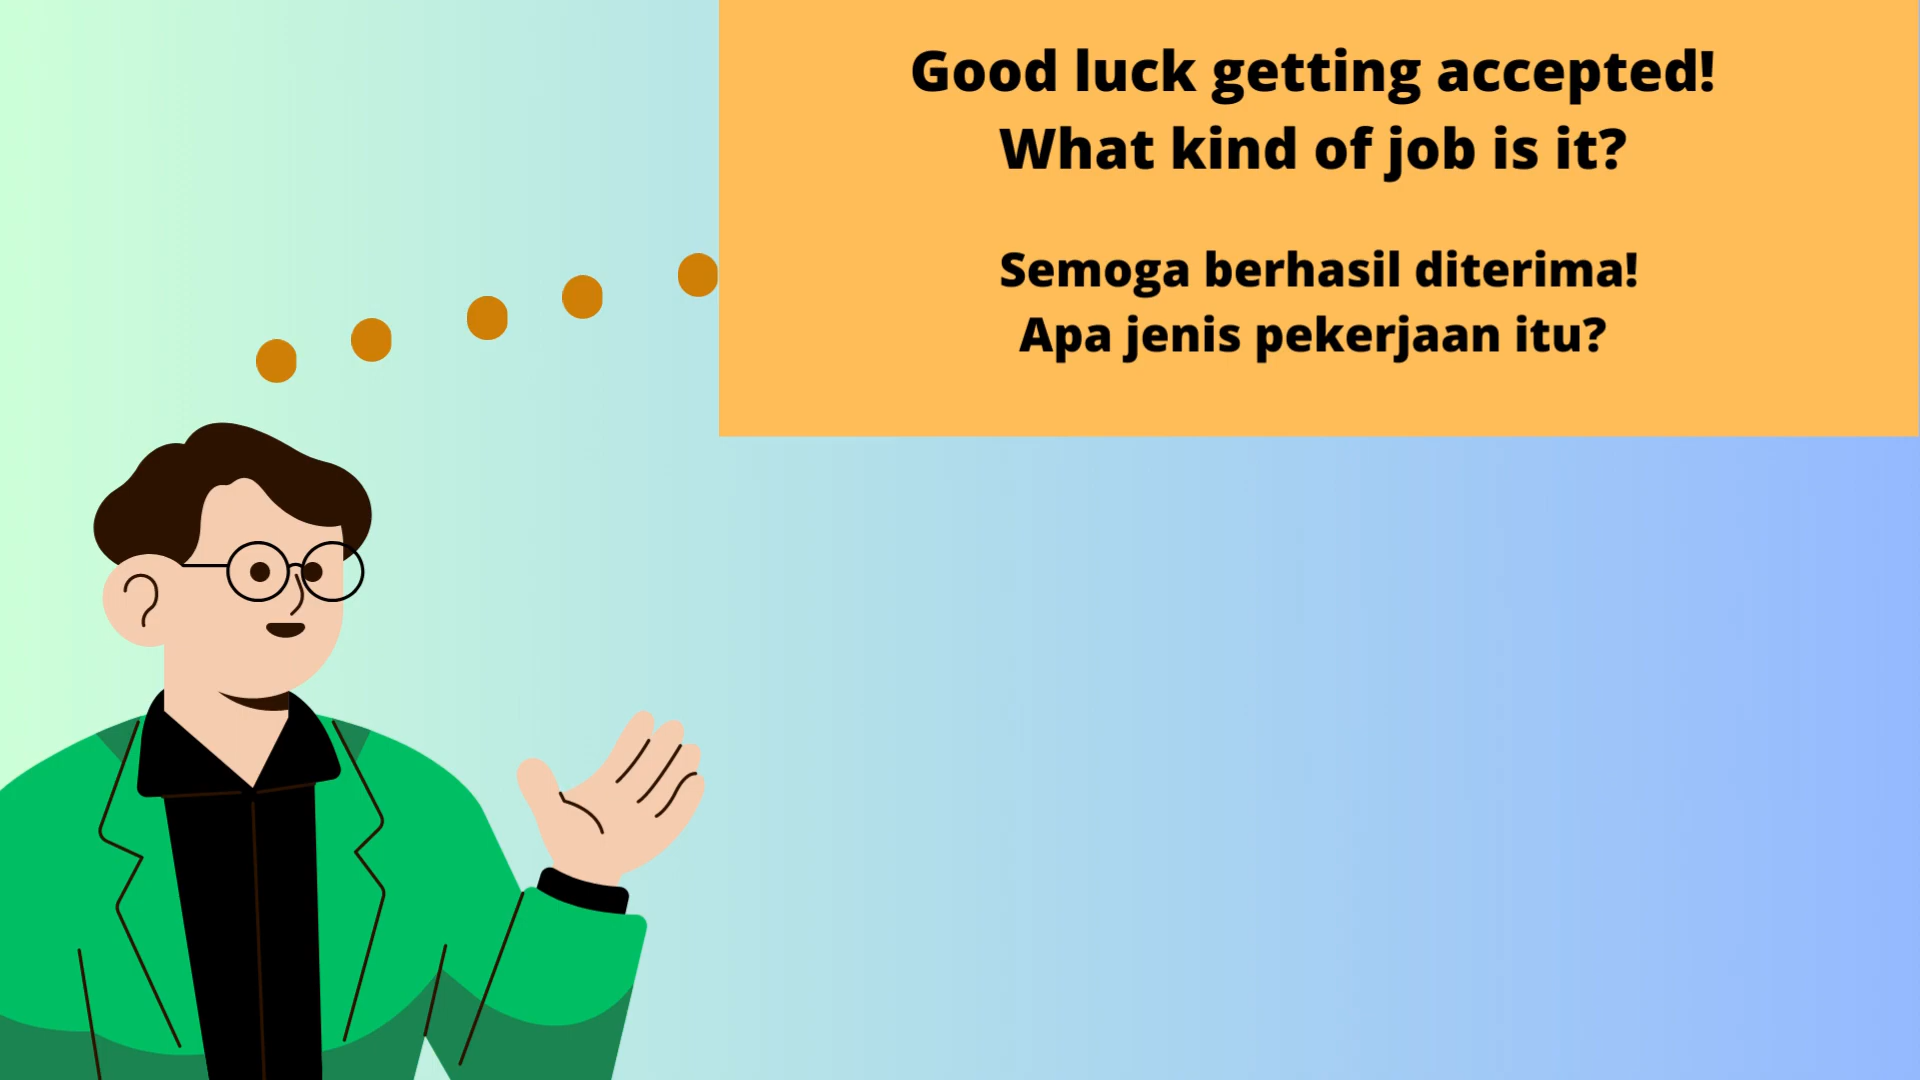 Good luck getting accepted!
What kind of job is it?
Semoga berhasil diterima!
Apa jenis pekerjaan itu?